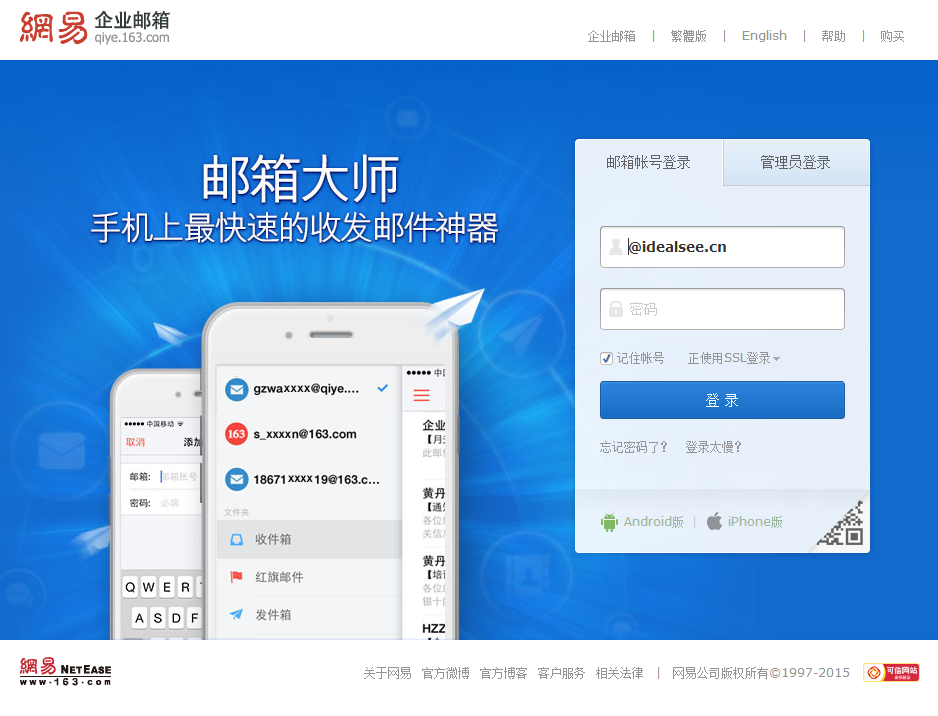 網易 企业邮箱
qiye.163.com
企业邮箱 | 繁體版 | English | 帮助 | 购买
邮箱大师
手机上最快速的收发邮件神器
邮箱帐号登录 管理员登录
@idealsee.cn
密码
记住帐号 正使用SSL登录
登 录
忘记密码了? 登录太慢?
Android版 | iPhone版
中国移动
取消 添加
邮箱: 邮箱帐号
密码: 必填
Q W E R
A S D F
gzwaxxxx@qiye....
163 s_xxxxn@163.com
18671xxxx19@163.c...
文件夹
收件箱
红旗邮件
发件箱
中国
企业
【月
此邮
黄丹
【通
各位
关信
黄丹
【培
各位
银十
HZZ
網易 NETEASE
www.163.com
关于网易 官方微博 官方博客 客户服务 相关法律 | 网易公司版权所有©1997-2015
可信网站